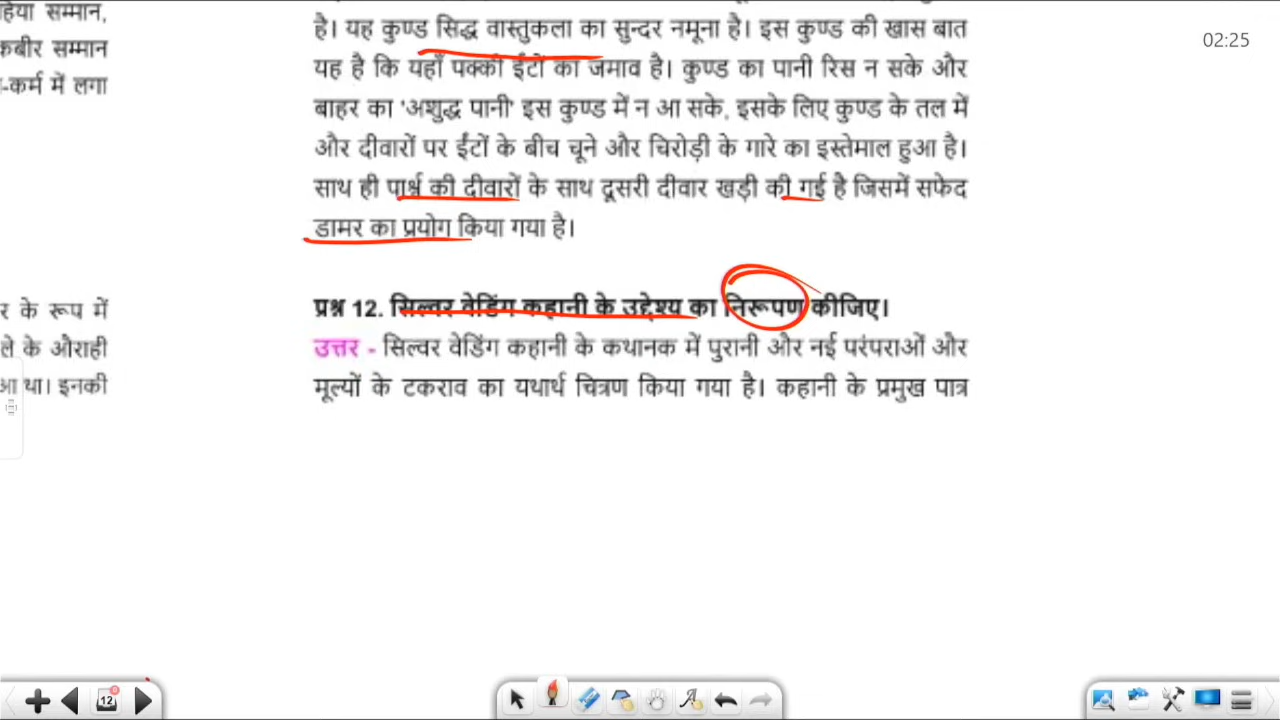 हिया सम्मान,
कबीर सम्मान
-कर्म में लगा
र के रूप में
ले के औराही
आ था। इनकी
है। यह कुण्ड सिद्ध वास्तुकला का सुन्दर नमूना है। इस कुण्ड की खास बात
यह है कि यहाँ पक्की ईंटों का जमाव है। कुण्ड का पानी रिस न सके और
बाहर का 'अशुद्ध पानी' इस कुण्ड में न आ सके, इसके लिए कुण्ड के तल में
और दीवारों पर ईंटों के बीच चूने और चिरोड़ी के गारे का इस्तेमाल हुआ है।
साथ ही पार्श्व की दीवारों के साथ दूसरी दीवार खड़ी की गई है जिसमें सफेद
डामर का प्रयोग किया गया है।
प्रश्न 12. सिल्वर वेडिंग कहानी के उद्देश्य का निरूपण कीजिए।
उत्तर - सिल्वर वेडिंग कहानी के कथानक में पुरानी और नई परंपराओं और
मूल्यों के टकराव का यथार्थ चित्रण किया गया है। कहानी के प्रमुख पात्र
02:25
12